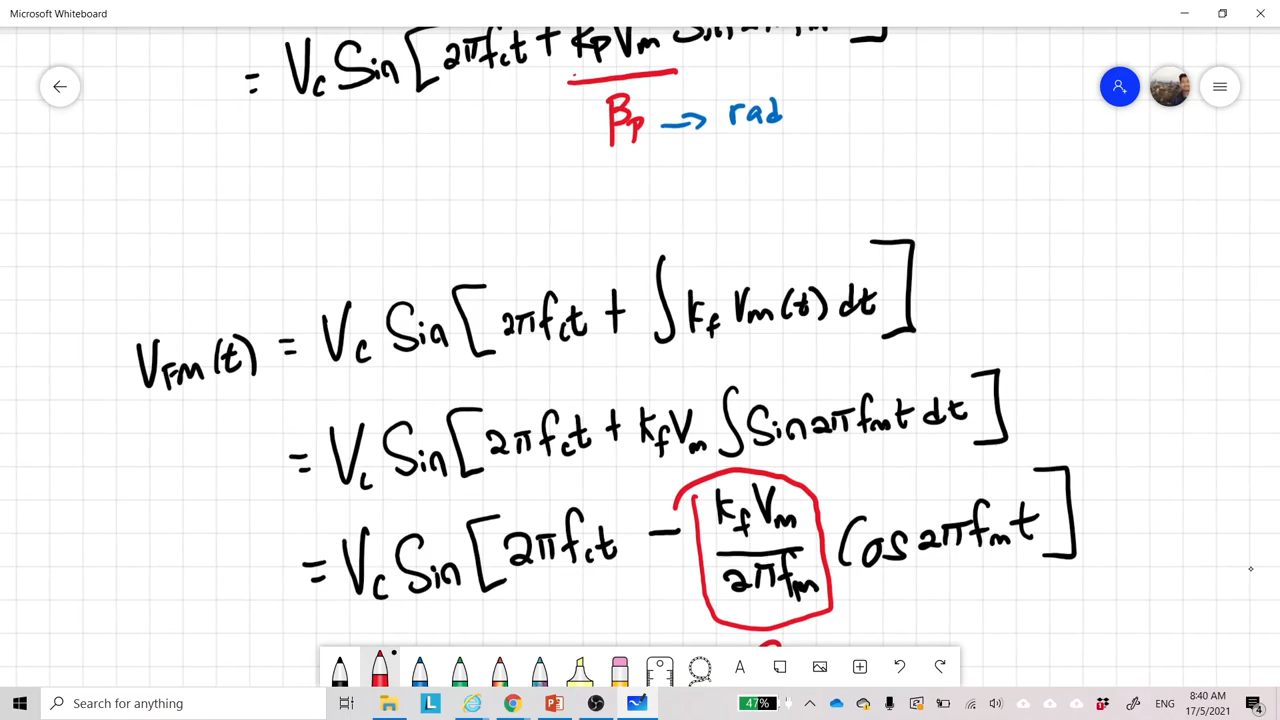 Microsoft Whiteboard
= Vc Sin [2πfct + kpVm
βp → rad
VFM(t) = Vc Sin [2πfct + ∫ kf Vm(t) dt]
= Vc Sin [2πfct + kfVm ∫ Sin 2πfmt dt]
= Vc Sin [2πfct − kfVm/2πfm Cos 2πfmt]
A
Search for anything
L
47%
ENG
8:40 AM
17/5/2021
4